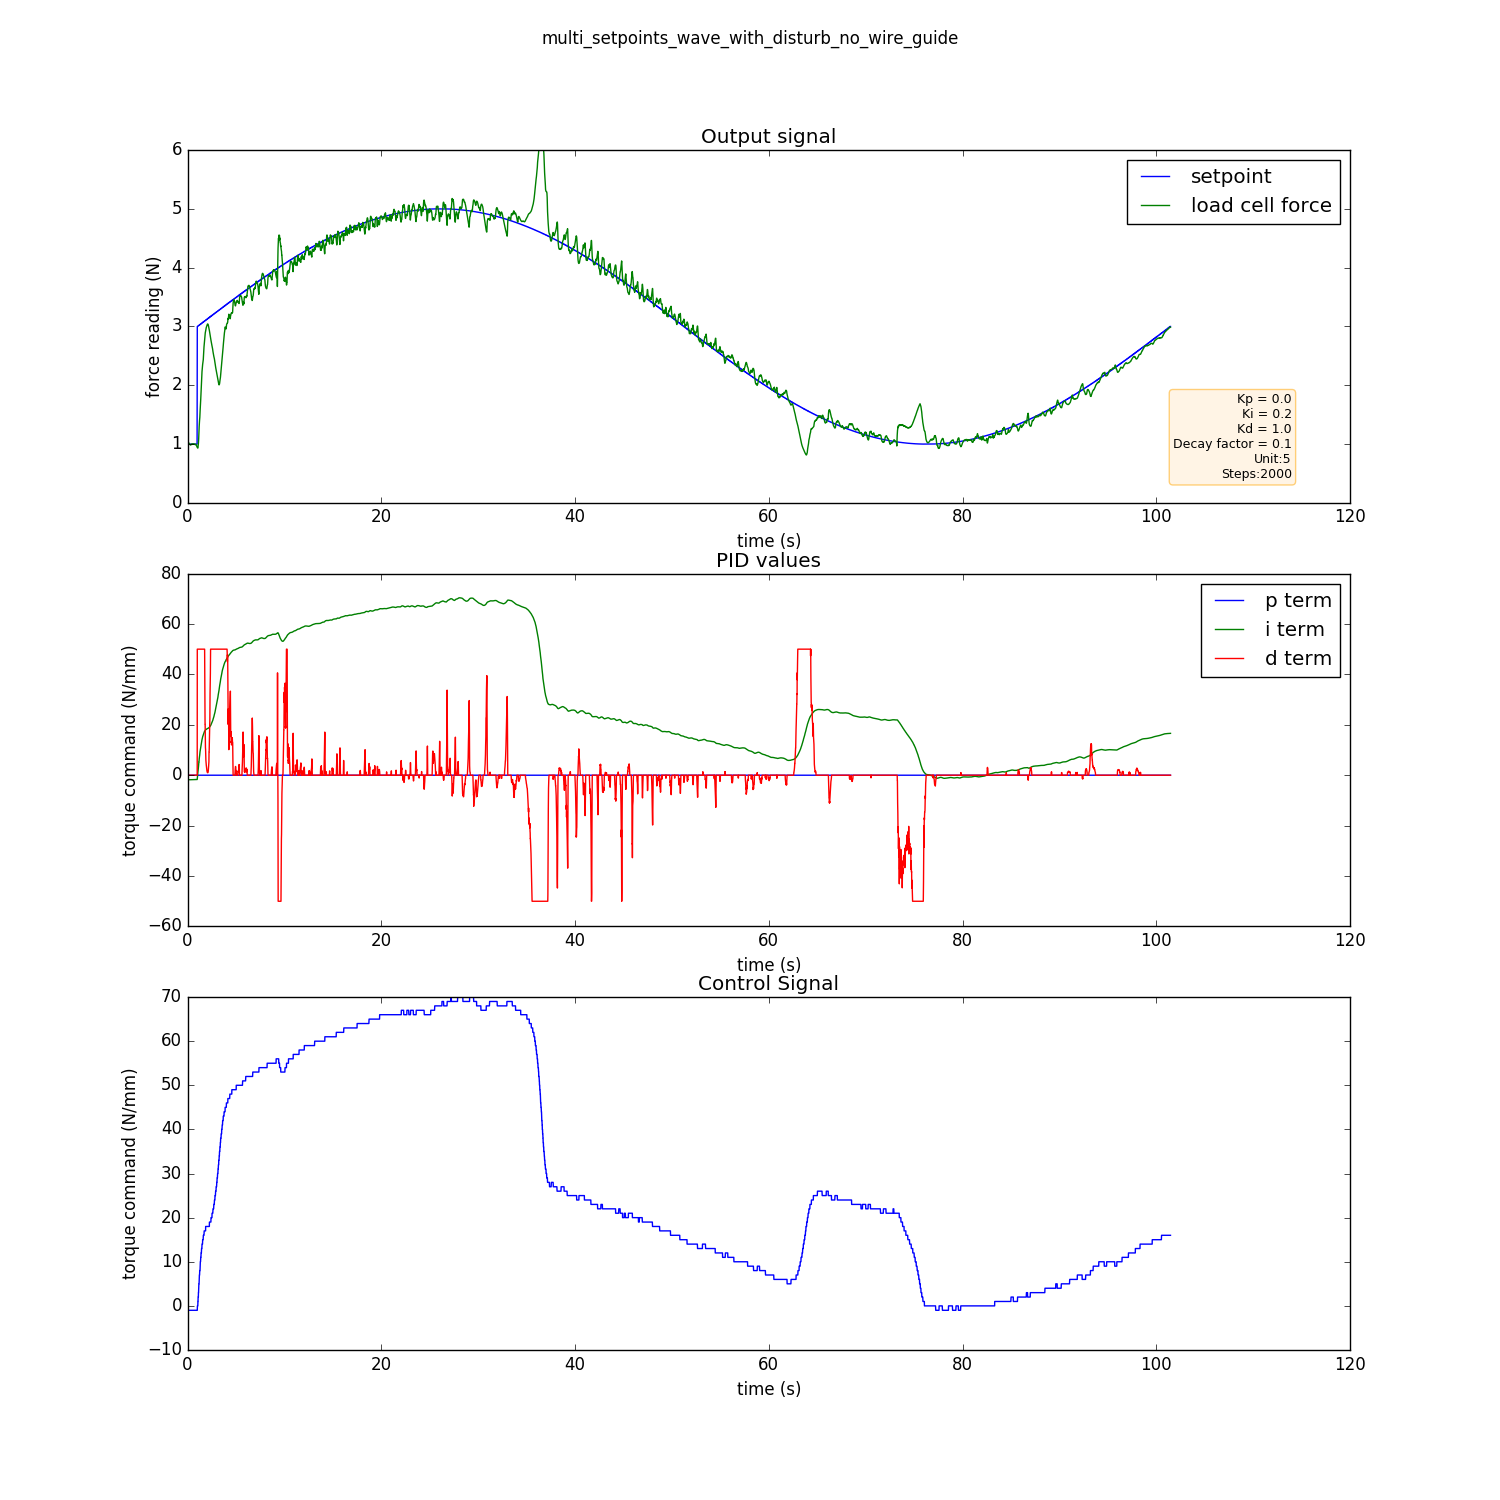 multi_setpoints_wave_with_disturb_no_wire_guide
Output signal
6
5
4
3
2
1
0
force reading (N)
setpoint
load cell force
Kp = 0.0
Ki = 0.2
Kd = 1.0
Decay factor = 0.1
Unit:5
Steps:2000
0 20 40 60 80 100 120
time (s)
PID values
80
60
40
20
0
−20
−40
−60
torque command (N/mm)
p term
i term
d term
0 20 40 60 80 100 120
time (s)
Control Signal
70
60
50
40
30
20
10
0
−10
torque command (N/mm)
0 20 40 60 80 100 120
time (s)